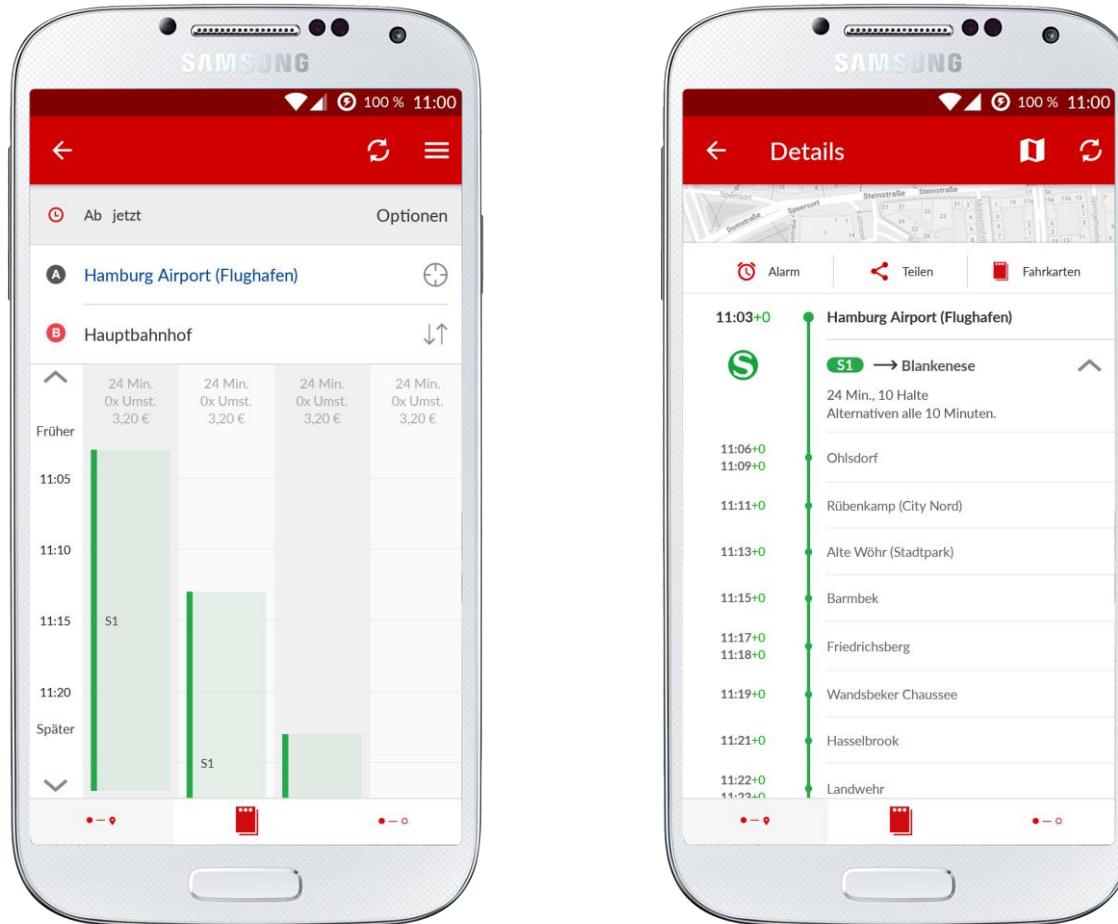 SAMSUNG
100 % 11:00
Ab jetzt Optionen
A Hamburg Airport (Flughafen)
B Hauptbahnhof
24 Min. 24 Min. 24 Min. 24 Min.
0x Umst. 0x Umst. 0x Umst. 0x Umst.
3,20 € 3,20 € 3,20 € 3,20 €
Früher
11:05
11:10
11:15 S1
11:20
Später
S1
SAMSUNG
100 % 11:00
Details
Speersort Steinstraße Steinstraße
Domstraße Speersort
Alarm Teilen Fahrkarten
11:03+0 Hamburg Airport (Flughafen)
S S1 → Blankenese
24 Min., 10 Halte
Alternativen alle 10 Minuten.
11:06+0
11:09+0 Ohlsdorf
11:11+0 Rübenkamp (City Nord)
11:13+0 Alte Wöhr (Stadtpark)
11:15+0 Barmbek
11:17+0
11:18+0 Friedrichsberg
11:19+0 Wandsbeker Chaussee
11:21+0 Hasselbrook
11:22+0 Landwehr
11:23+0